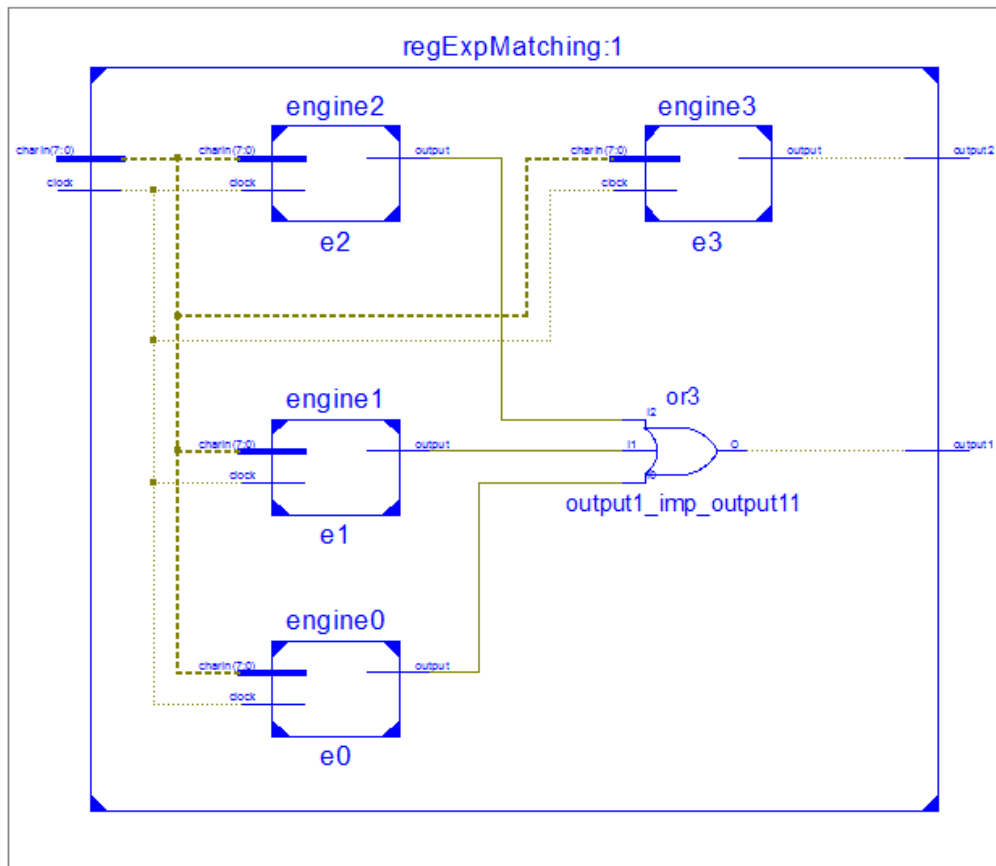 regExpMatching:1
engine2
engine3
charin(7:0)
charin(7:0)
output
charin(7:0)
output
output2
clock
clock
clock
e2
e3
engine1
or3
I2
charin(7:0)
output
I1
O
output1
clock
output1_imp_output11
e1
engine0
charin(7:0)
output
clock
e0